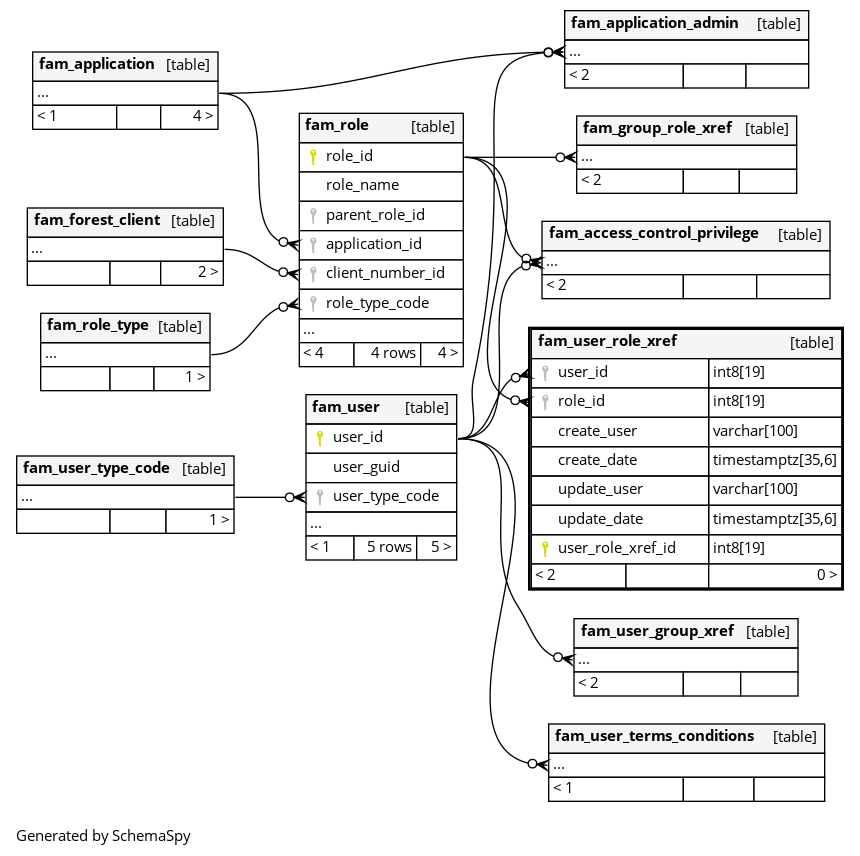 fam_application [table]
...
< 1 4 >
fam_forest_client [table]
...
2 >
fam_role_type [table]
...
1 >
fam_user_type_code [table]
...
1 >
fam_role [table]
role_id
role_name
parent_role_id
application_id
client_number_id
role_type_code
...
< 4 4 rows 4 >
fam_user [table]
user_id
user_guid
user_type_code
...
< 1 5 rows 5 >
fam_application_admin [table]
...
< 2
fam_group_role_xref [table]
...
< 2
fam_access_control_privilege [table]
...
< 2
fam_user_role_xref [table]
user_id int8[19]
role_id int8[19]
create_user varchar[100]
create_date timestamptz[35,6]
update_user varchar[100]
update_date timestamptz[35,6]
user_role_xref_id int8[19]
< 2 0 >
fam_user_group_xref [table]
...
< 2
fam_user_terms_conditions [table]
...
< 1
Generated by SchemaSpy